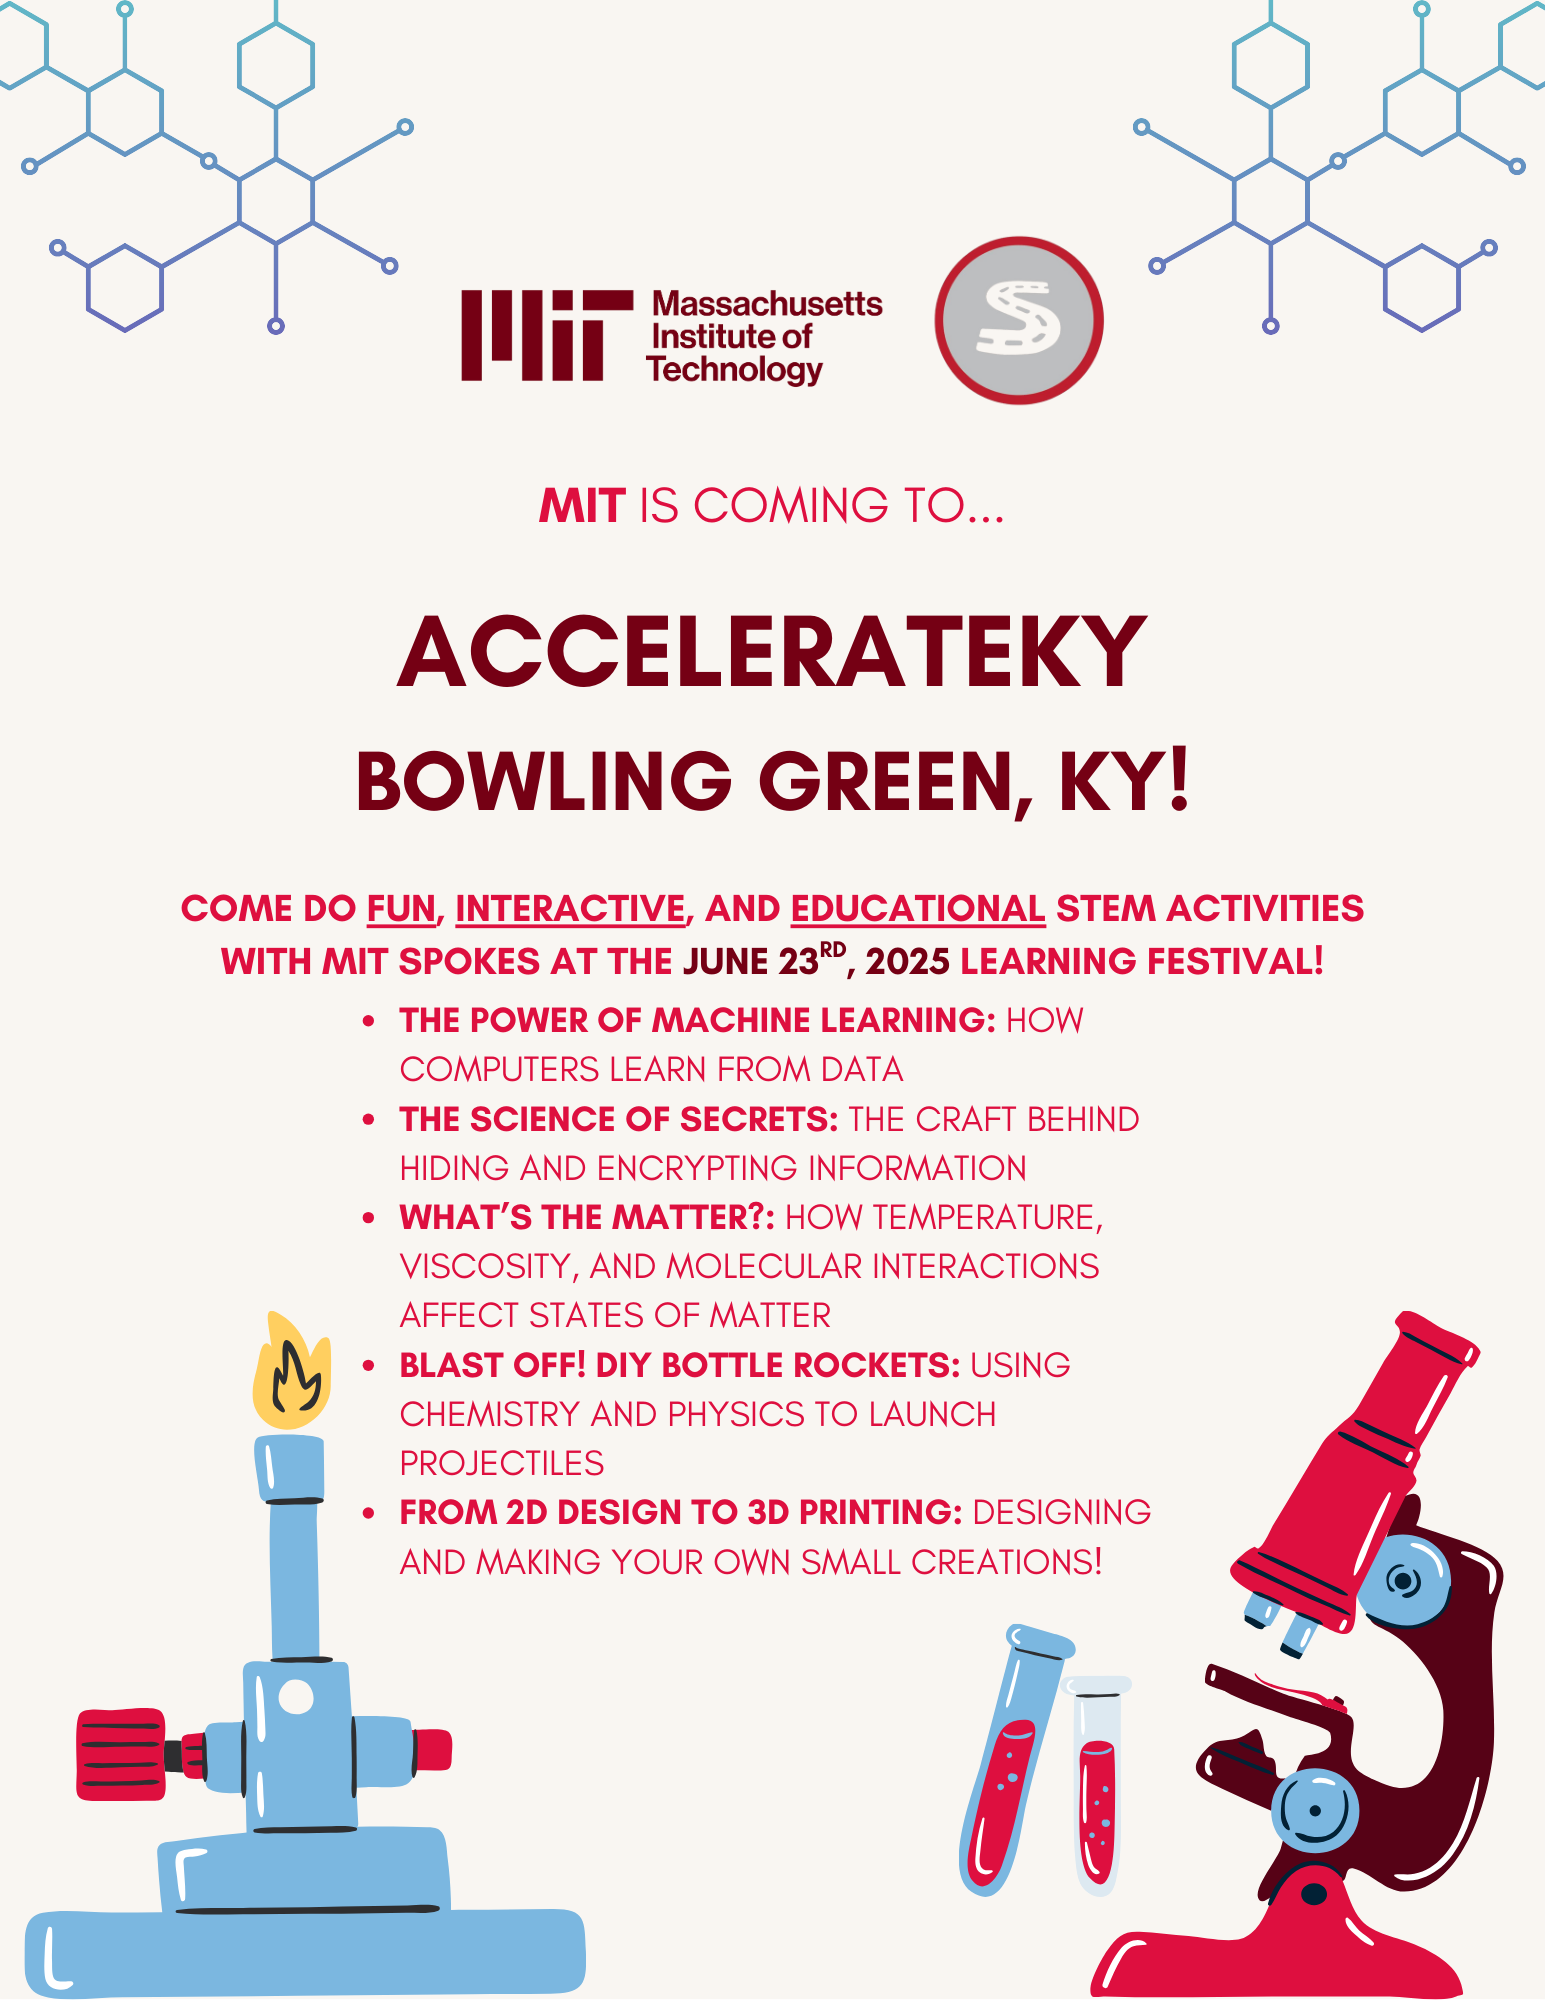 MIT Massachusetts
Institute of
Technology
S
MIT IS COMING TO...
ACCELERATEKY
BOWLING GREEN, KY!
COME DO FUN, INTERACTIVE, AND EDUCATIONAL STEM ACTIVITIES
WITH MIT SPOKES AT THE JUNE 23RD, 2025 LEARNING FESTIVAL!
• THE POWER OF MACHINE LEARNING: HOW
COMPUTERS LEARN FROM DATA
• THE SCIENCE OF SECRETS: THE CRAFT BEHIND
HIDING AND ENCRYPTING INFORMATION
• WHAT'S THE MATTER?: HOW TEMPERATURE,
VISCOSITY, AND MOLECULAR INTERACTIONS
AFFECT STATES OF MATTER
• BLAST OFF! DIY BOTTLE ROCKETS: USING
CHEMISTRY AND PHYSICS TO LAUNCH
PROJECTILES
• FROM 2D DESIGN TO 3D PRINTING: DESIGNING
AND MAKING YOUR OWN SMALL CREATIONS!